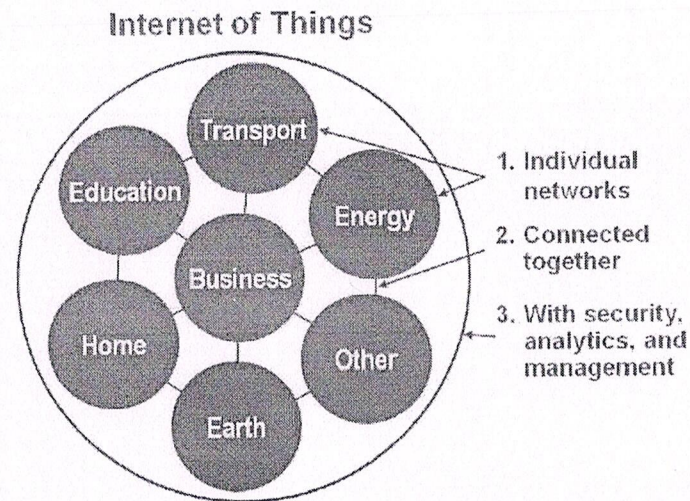 Internet of Things
Transport
Education
Energy
Business
Home
Other
Earth
1. Individual
networks
2. Connected
together
3. With security,
analytics, and
management